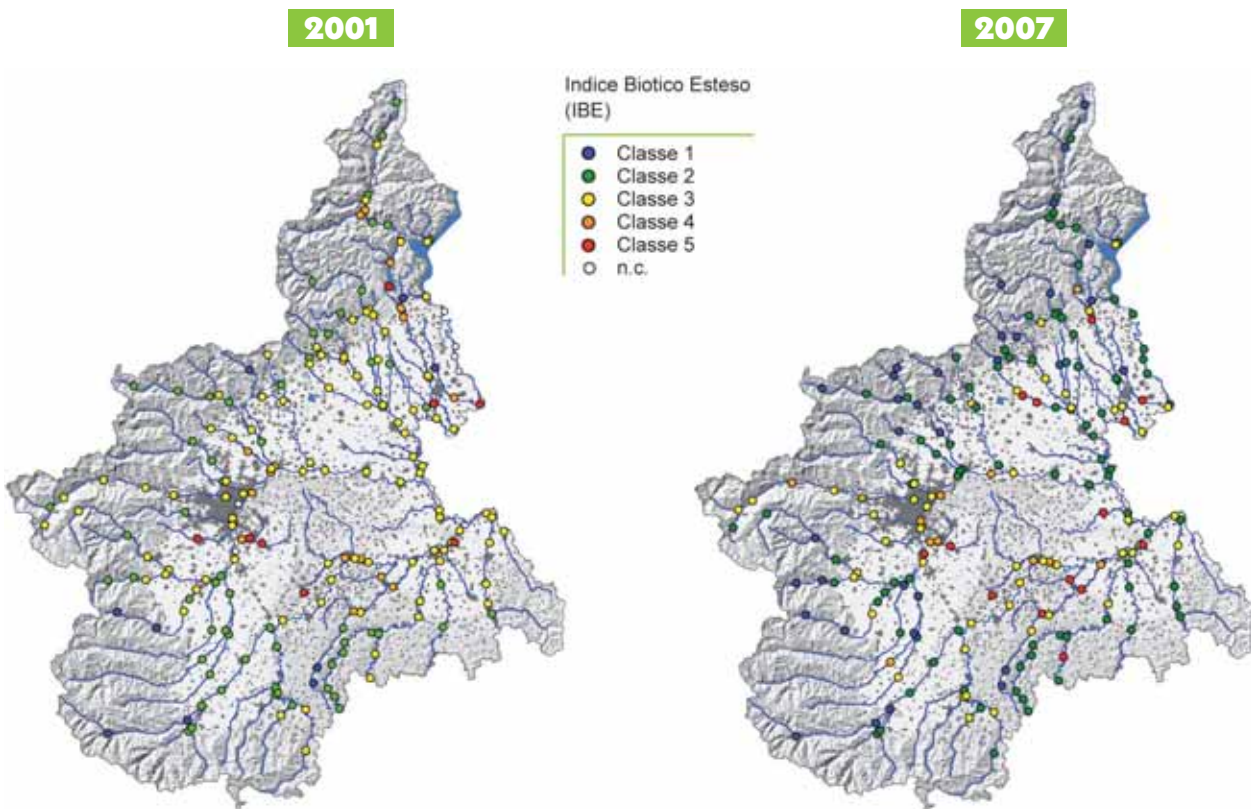 2001
2007
Indice Biotico Esteso
(IBE)
Classe 1
Classe 2
Classe 3
Classe 4
Classe 5
n.c.